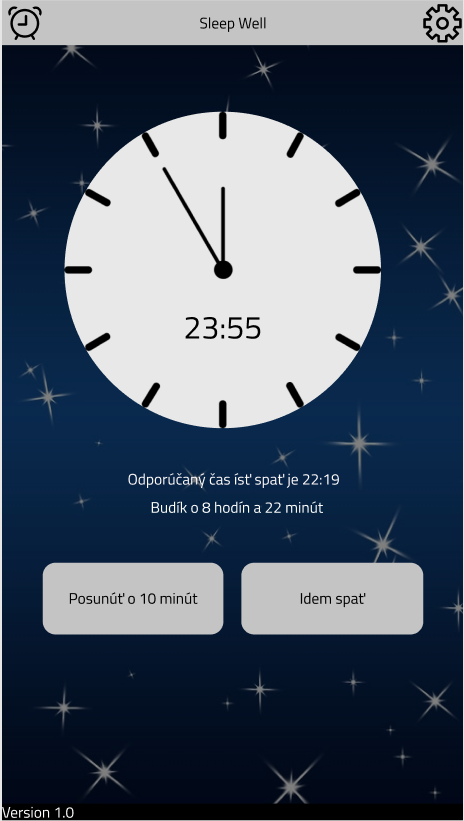 Sleep Well
23:55
Odporúčaný čas ísť spať je 22:19
Budík o 8 hodín a 22 minút
Posunúť o 10 minút
Idem spať
Version 1.0